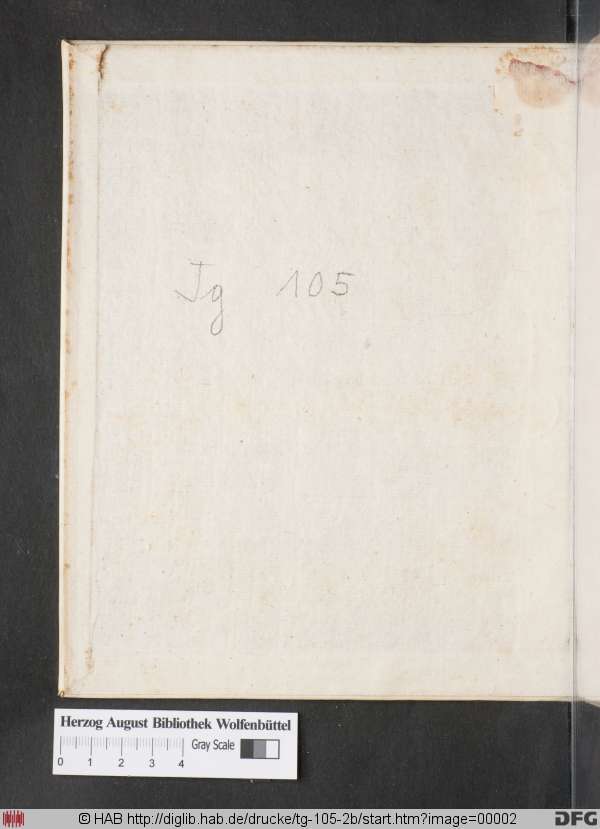 Tg 105
Herzog August Bibliothek Wolfenbüttel
Gray Scale
0 1 2 3 4
© HAB http://diglib.hab.de/drucke/tg-105-2b/start.htm?image=00002
DFG